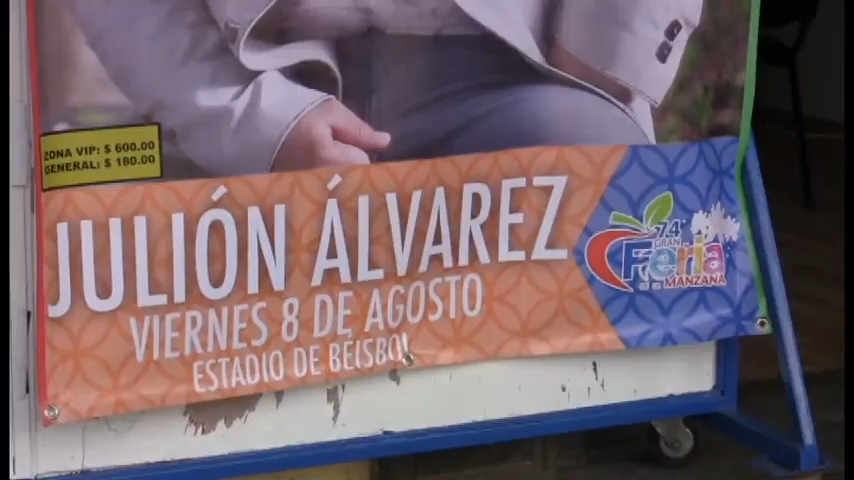 ZONA VIP: $ 600.00
GENERAL: $ 180.00
JULIÓN ÁLVAREZ
VIERNES 8 DE AGOSTO
ESTADIO DE BÉISBOL
74ª
GRAN
Feria
MANZANA